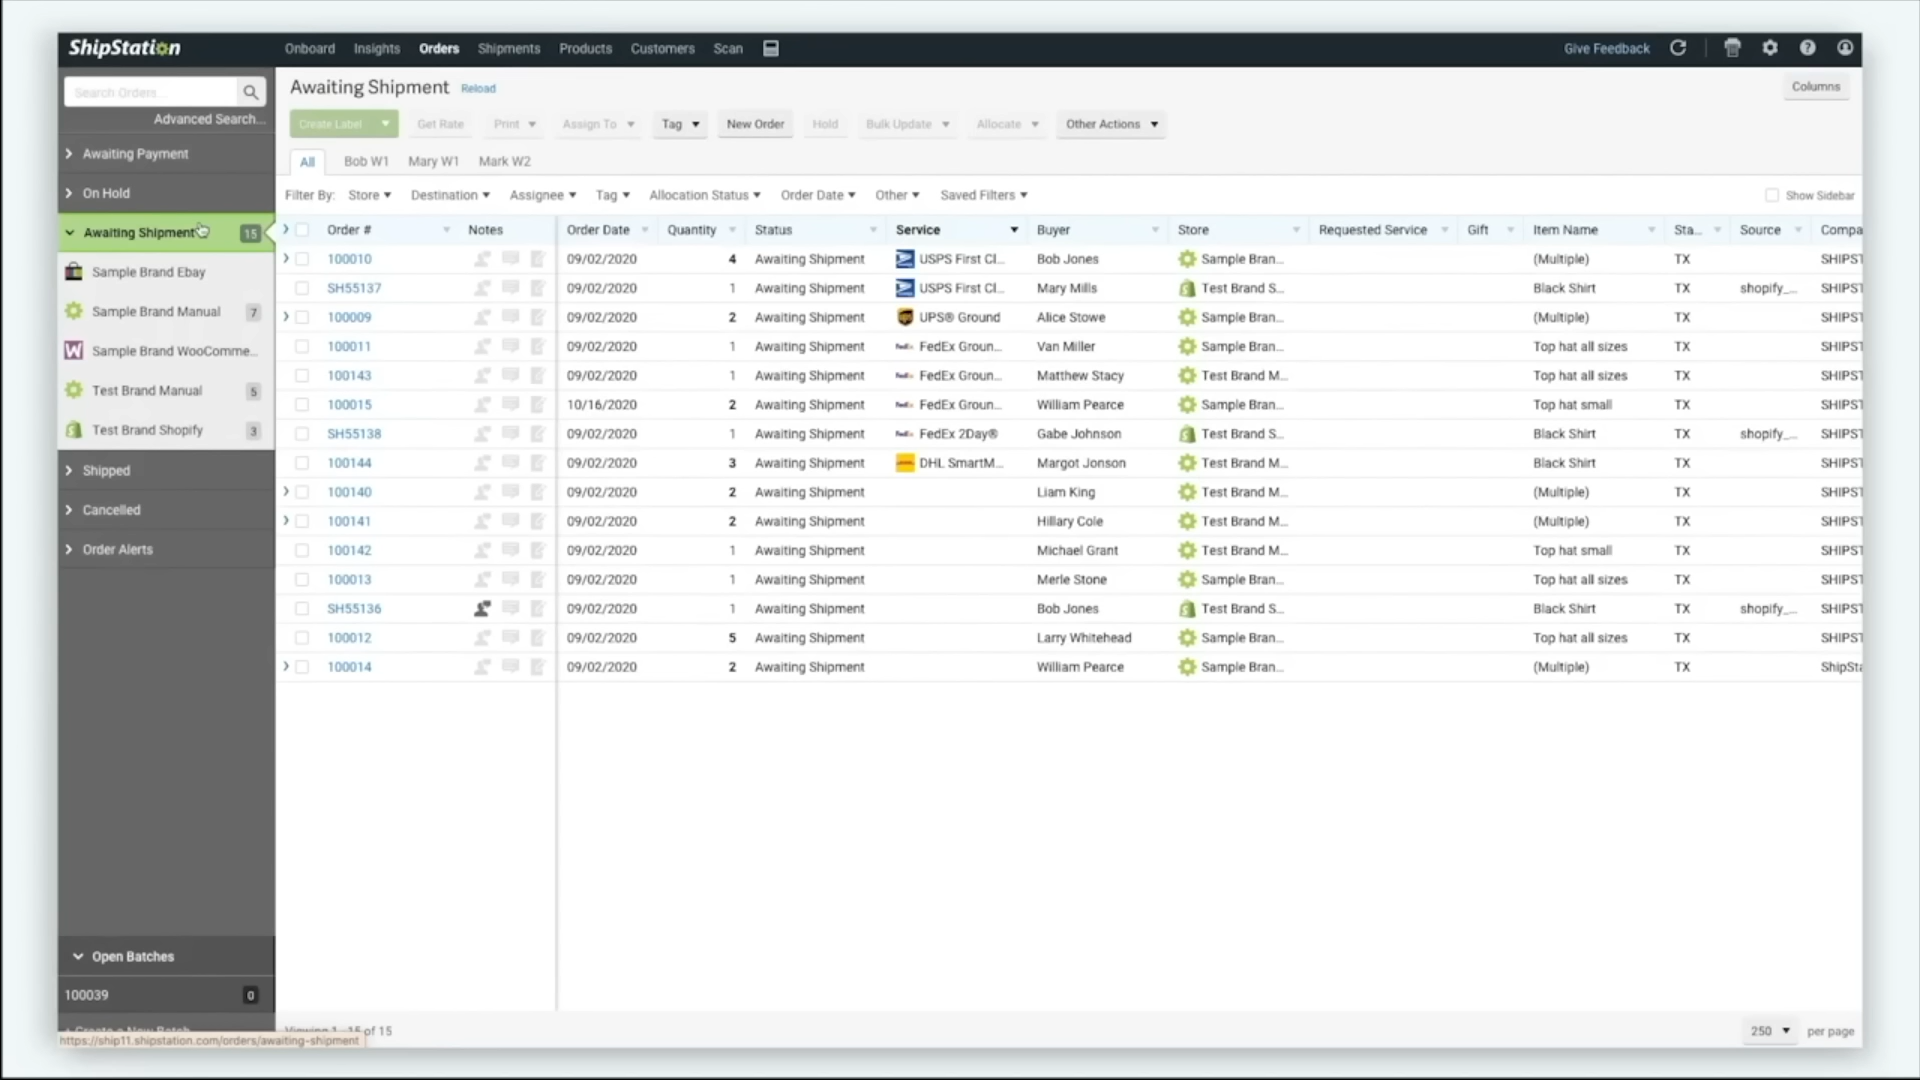 ShipStation Onboard Insights Orders Shipments Products Customers Scan Give Feedback
Search Orders...
Advanced Search...
Awaiting Payment
On Hold
Awaiting Shipment 15
Sample Brand Ebay
Sample Brand Manual 7
Sample Brand WooComme...
Test Brand Manual 5
Test Brand Shopify 3
Shipped
Cancelled
Order Alerts
Open Batches
100039 0
+ Create a New Batch
https://ship11.shipstation.com/orders/awaiting-shipment
Awaiting Shipment Reload Columns
Create Label Get Rate Print Assign To Tag New Order Hold Bulk Update Allocate Other Actions
All Bob W1 Mary W1 Mark W2
Filter By: Store Destination Assignee Tag Allocation Status Order Date Other Saved Filters Show Sidebar
Order # Notes Order Date Quantity Status Service Buyer Store Requested Service Gift Item Name Sta... Source Compa
100010 09/02/2020 4 Awaiting Shipment USPS First Cl... Bob Jones Sample Bran... (Multiple) TX SHIPST
SH55137 09/02/2020 1 Awaiting Shipment USPS First Cl... Mary Mills Test Brand S... Black Shirt TX shopify_... SHIPST
100009 09/02/2020 2 Awaiting Shipment UPS® Ground Alice Stowe Sample Bran... (Multiple) TX SHIPST
100011 09/02/2020 1 Awaiting Shipment FedEx Groun... Van Miller Sample Bran... Top hat all sizes TX SHIPST
100143 09/02/2020 1 Awaiting Shipment FedEx Groun... Matthew Stacy Test Brand M... Top hat all sizes TX SHIPST
100015 10/16/2020 2 Awaiting Shipment FedEx Groun... William Pearce Sample Bran... Top hat small TX SHIPST
SH55138 09/02/2020 1 Awaiting Shipment FedEx 2Day® Gabe Johnson Test Brand S... Black Shirt TX shopify_... SHIPST
100144 09/02/2020 3 Awaiting Shipment DHL SmartM... Margot Jonson Test Brand M... Black Shirt TX SHIPST
100140 09/02/2020 2 Awaiting Shipment Liam King Test Brand M... (Multiple) TX SHIPST
100141 09/02/2020 2 Awaiting Shipment Hillary Cole Test Brand M... (Multiple) TX SHIPST
100142 09/02/2020 1 Awaiting Shipment Michael Grant Test Brand M... Top hat small TX SHIPST
100013 09/02/2020 1 Awaiting Shipment Merle Stone Sample Bran... Top hat all sizes TX SHIPST
SH55136 09/02/2020 1 Awaiting Shipment Bob Jones Test Brand S... Black Shirt TX shopify_... SHIPST
100012 09/02/2020 5 Awaiting Shipment Larry Whitehead Sample Bran... Top hat all sizes TX SHIPST
100014 09/02/2020 2 Awaiting Shipment William Pearce Sample Bran... (Multiple) TX ShipSta
Viewing 1 - 15 of 15 250 per page